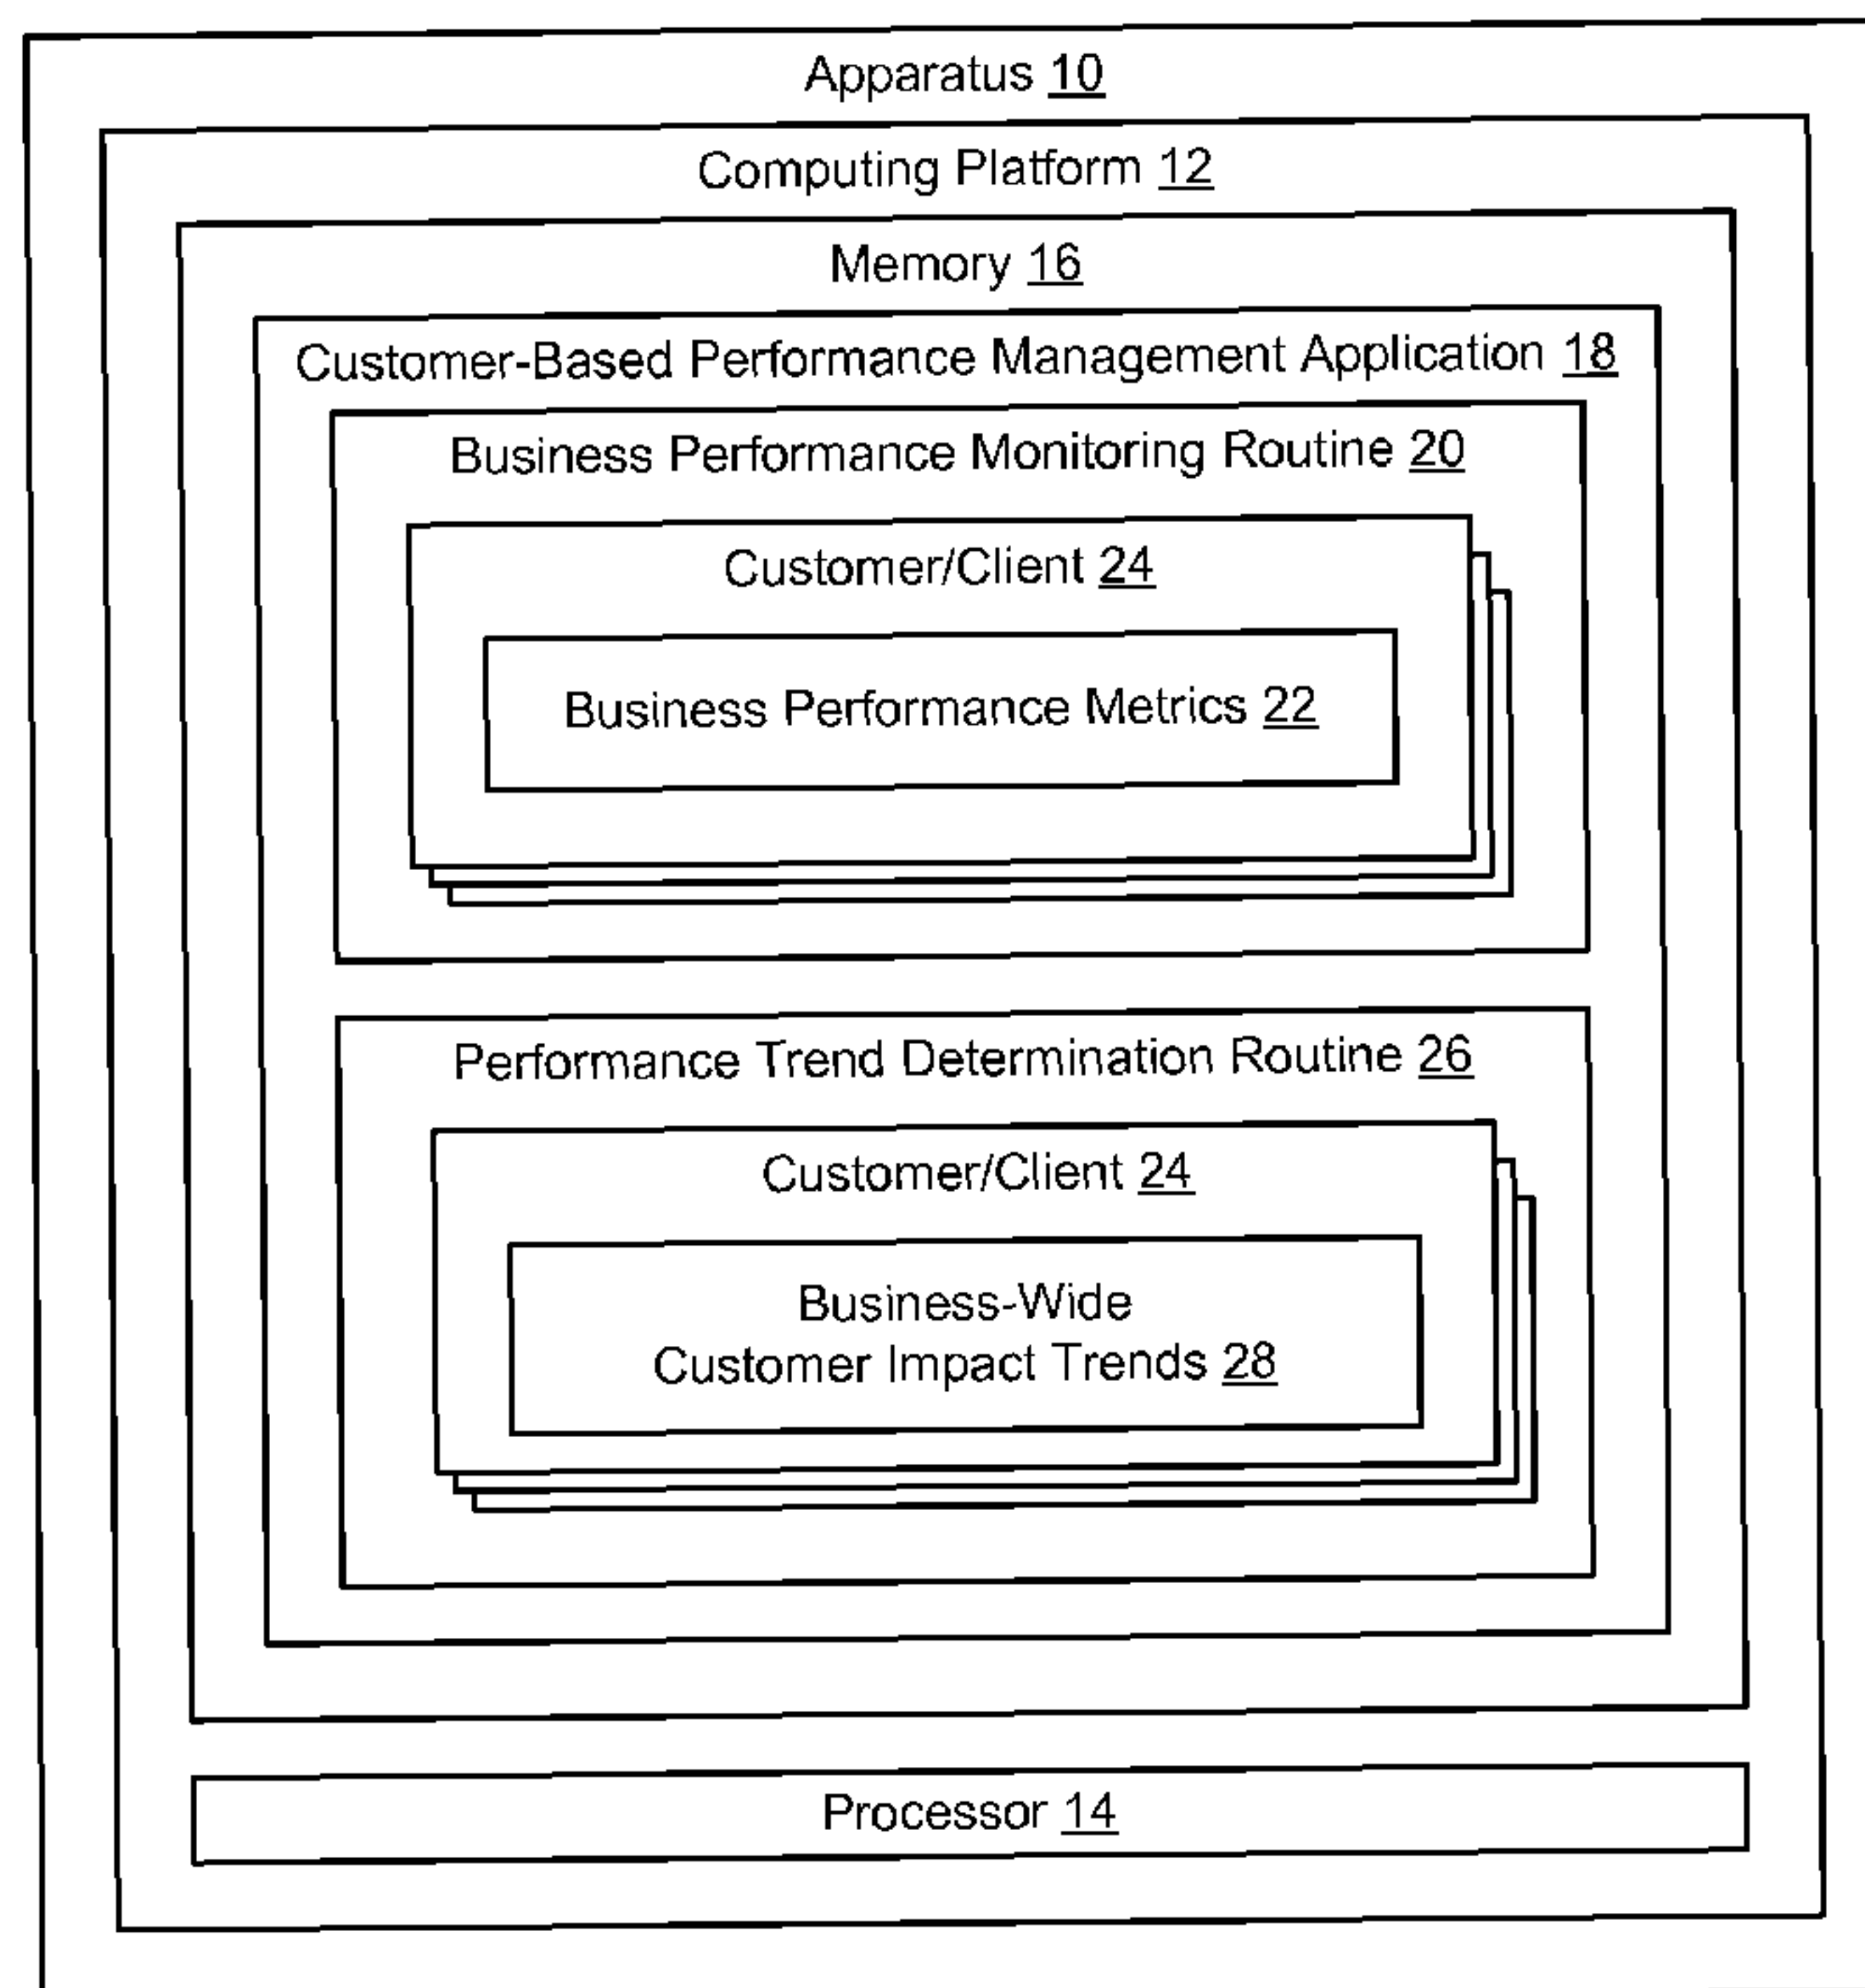 Apparatus 10
Computing Platform 12
Memory 16
Customer-Based Performance Management Application 18
Business Performance Monitoring Routine 20
Customer/Client 24
Business Performance Metrics 22
Performance Trend Determination Routine 26
Customer/Client 24
Business-Wide
Customer Impact Trends 28
Processor 14